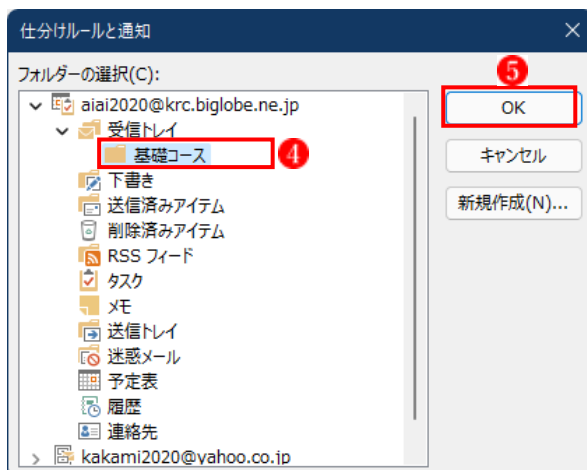 仕分けルールと通知
フォルダーの選択(C):
aiai2020@krc.biglobe.ne.jp
受信トレイ
基礎コース
4
下書き
送信済みアイテム
削除済みアイテム
RSS フィード
タスク
メモ
送信トレイ
迷惑メール
予定表
履歴
連絡先
kakami2020@yahoo.co.jp
5
OK
キャンセル
新規作成(N)...